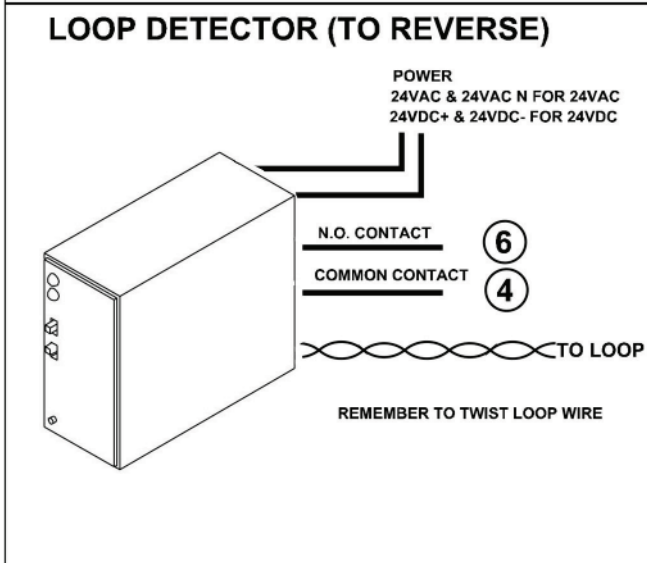 LOOP DETECTOR (TO REVERSE)
POWER
24VAC & 24VAC N FOR 24VAC
24VDC+ & 24VDC- FOR 24VDC
N.O. CONTACT 6
COMMON CONTACT 4
TO LOOP
REMEMBER TO TWIST LOOP WIRE